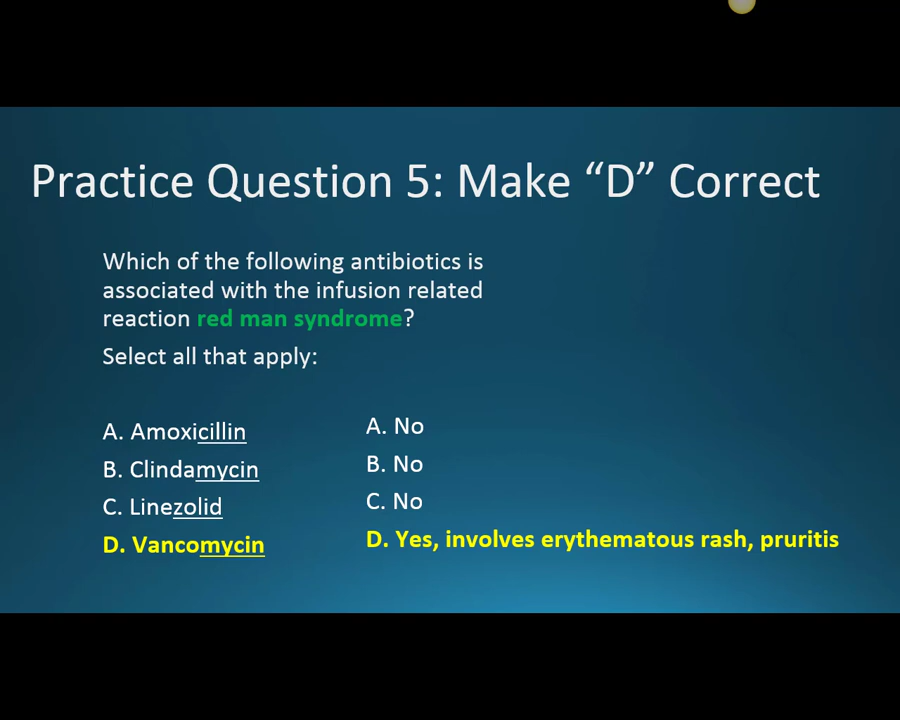 Practice Question 5: Make “D” Correct
Which of the following antibiotics is
associated with the infusion related
reaction red man syndrome?
Select all that apply:
A. Amoxicillin
B. Clindamycin
C. Linezolid
D. Vancomycin
A. No
B. No
C. No
D. Yes, involves erythematous rash, pruritis